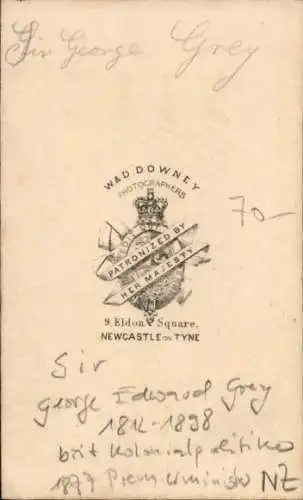 Sir George Grey
W & D DOWNEY
PHOTOGRAPHERS
70-
PATRONIZED BY
HER MAJESTY
9 Eldon Square,
NEWCASTLE ON TYNE
Sir
George Edward Grey
1812-1898
brit Kolonialpolitiker
1877 Premierminister NZ